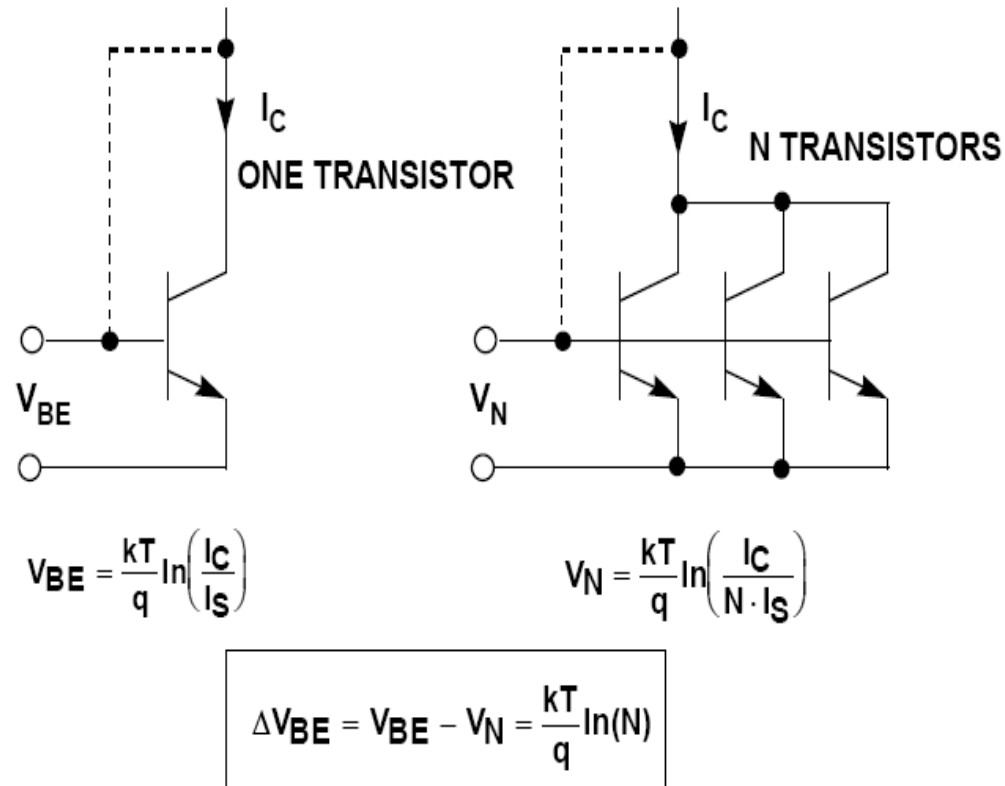 I_C
ONE TRANSISTOR
V_BE
V_BE = kT/q ln(I_C/I_S)
I_C
N TRANSISTORS
V_N
V_N = kT/q ln(I_C/(N · I_S))
ΔV_BE = V_BE − V_N = kT/q ln(N)